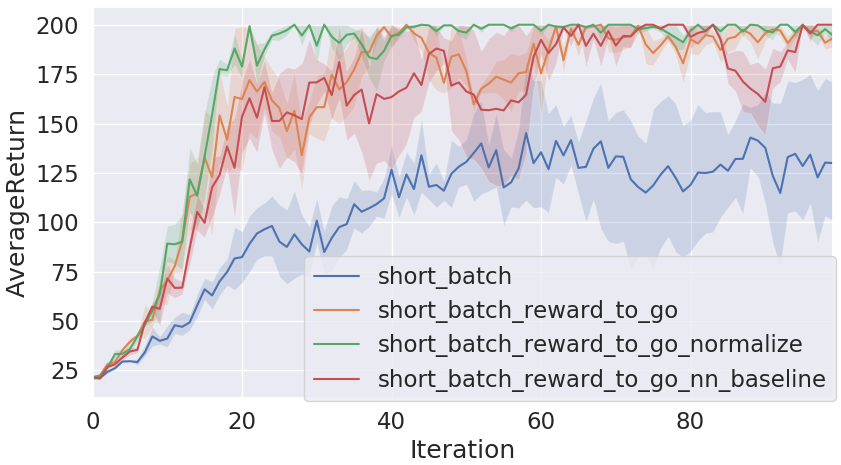 200
175
150
125
100
75
50
25
AverageReturn
0 20 40 60 80
Iteration
short_batch
short_batch_reward_to_go
short_batch_reward_to_go_normalize
short_batch_reward_to_go_nn_baseline